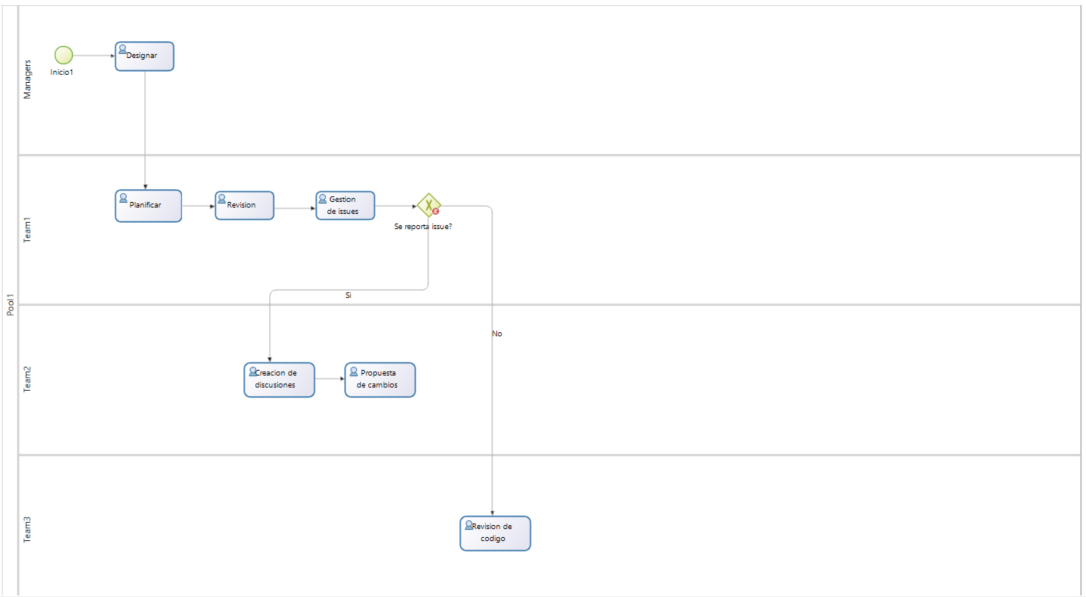 Pool1
Managers
Inicio1
Designar
Team1
Planificar
Revision
Gestion
de issues
Se reporta issue?
Si
No
Team2
Creacion de
discusiones
Propuesta
de cambios
Team3
Revision de
codigo